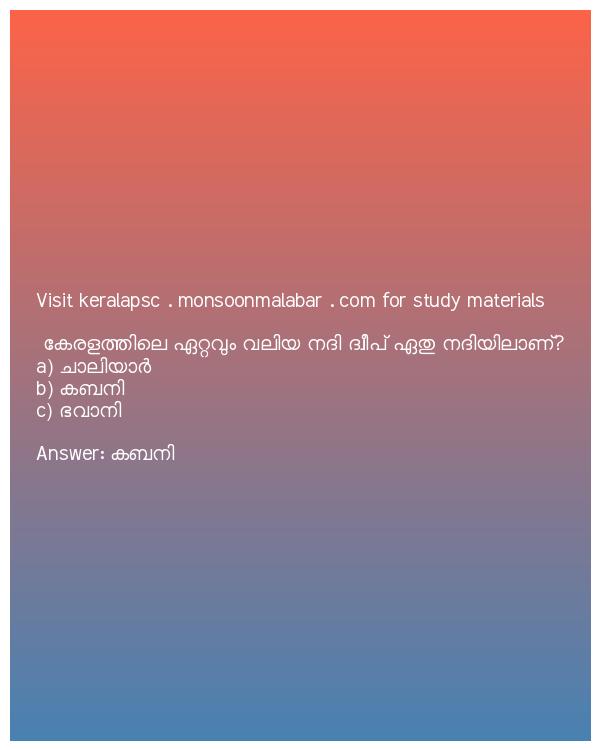 Visit keralapsc . monsoonmalabar . com for study materials
കേരളത്തിലെ ഏറ്റവും വലിയ നദി ദ്വീപ് ഏതു നദിയിലാണ്?
a) ചാലിയാർ
b) കബനി
c) ഭവാനി
Answer: കബനി